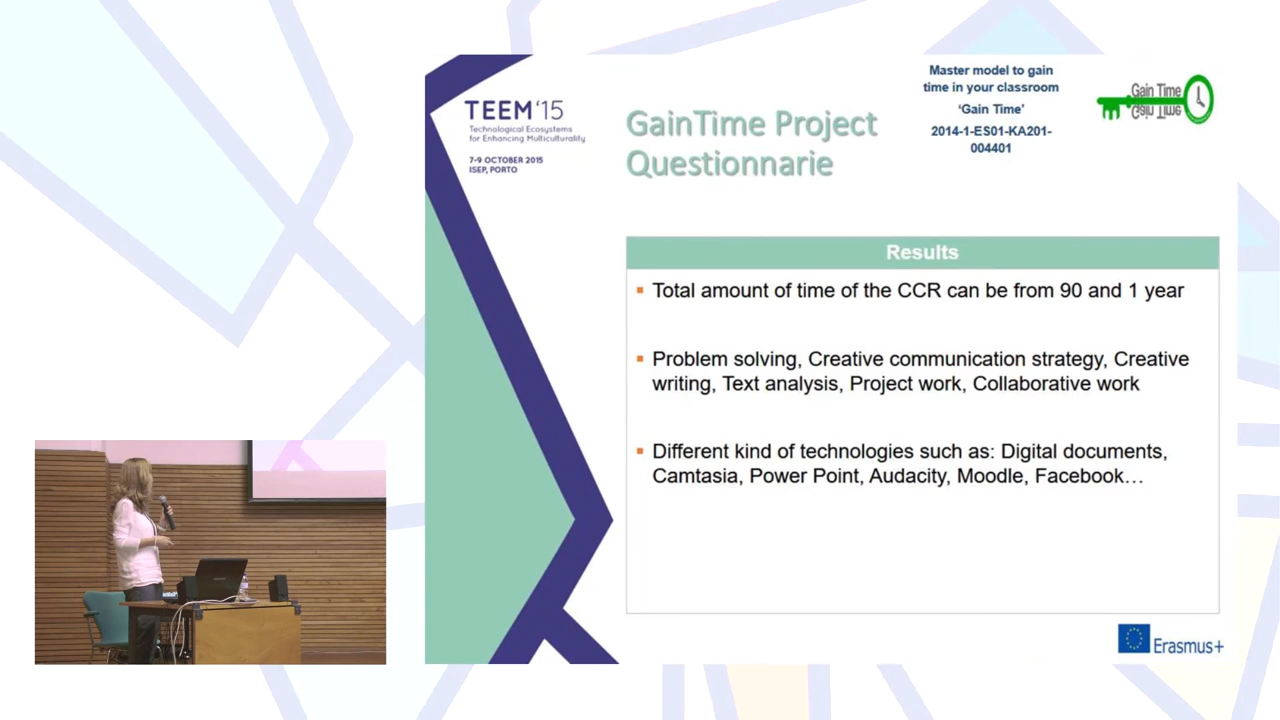 TEEM'15
Technological Ecosystems
for Enhancing Multiculturality
7-9 OCTOBER 2015
ISEP, PORTO
GainTime Project
Questionnarie
Master model to gain
time in your classroom
‘Gain Time’
2014-1-ES01-KA201-
004401
Gain Time
Gain Time
Results
Total amount of time of the CCR can be from 90 and 1 year
Problem solving, Creative communication strategy, Creative
writing, Text analysis, Project work, Collaborative work
Different kind of technologies such as: Digital documents,
Camtasia, Power Point, Audacity, Moodle, Facebook…
Erasmus+